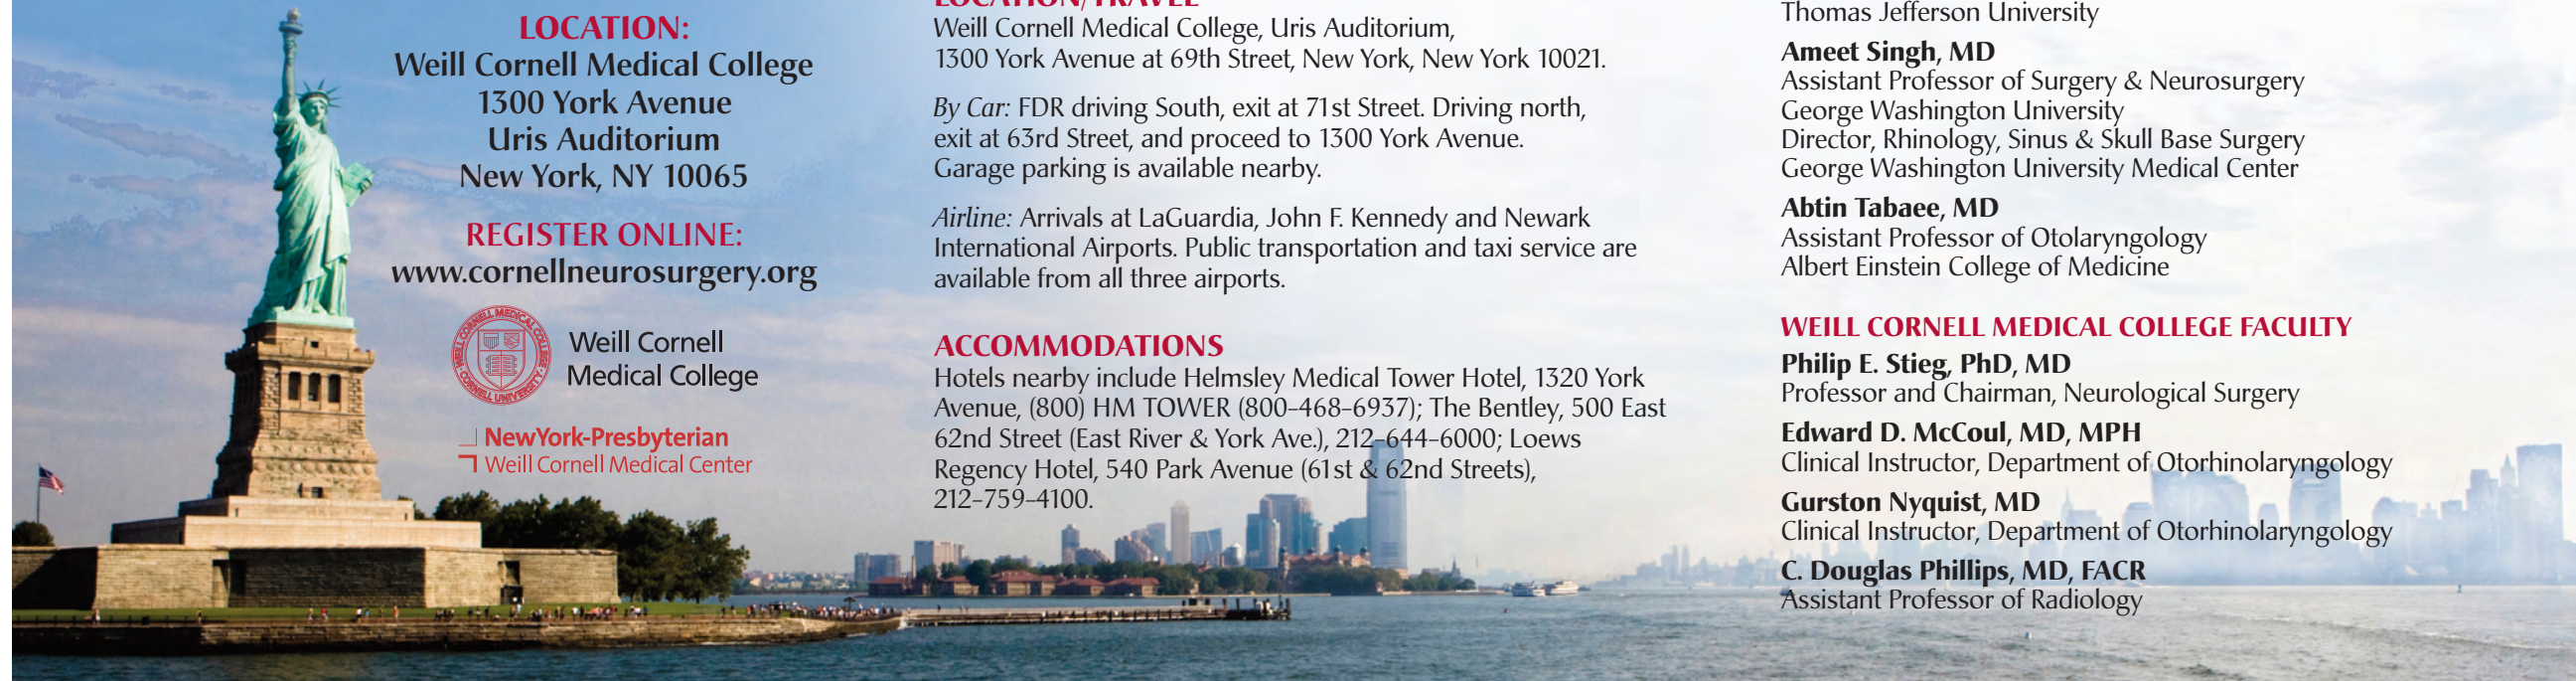 LOCATION:
Weill Cornell Medical College
1300 York Avenue
Uris Auditorium
New York, NY 10065
REGISTER ONLINE:
www.cornellneurosurgery.org
WEILL CORNELL MEDICAL COLLEGE
CORNELL UNIVERSITY
Weill Cornell
Medical College
NewYork-Presbyterian
Weill Cornell Medical Center
LOCATION/TRAVEL
Weill Cornell Medical College, Uris Auditorium,
1300 York Avenue at 69th Street, New York, New York 10021.
By Car: FDR driving South, exit at 71st Street. Driving north,
exit at 63rd Street, and proceed to 1300 York Avenue.
Garage parking is available nearby.
Airline: Arrivals at LaGuardia, John F. Kennedy and Newark
International Airports. Public transportation and taxi service are
available from all three airports.
ACCOMMODATIONS
Hotels nearby include Helmsley Medical Tower Hotel, 1320 York
Avenue, (800) HM TOWER (800-468-6937); The Bentley, 500 East
62nd Street (East River & York Ave.), 212-644-6000; Loews
Regency Hotel, 540 Park Avenue (61st & 62nd Streets),
212-759-4100.
Thomas Jefferson University
Ameet Singh, MD
Assistant Professor of Surgery & Neurosurgery
George Washington University
Director, Rhinology, Sinus & Skull Base Surgery
George Washington University Medical Center
Abtin Tabaee, MD
Assistant Professor of Otolaryngology
Albert Einstein College of Medicine
WEILL CORNELL MEDICAL COLLEGE FACULTY
Philip E. Stieg, PhD, MD
Professor and Chairman, Neurological Surgery
Edward D. McCoul, MD, MPH
Clinical Instructor, Department of Otorhinolaryngology
Gurston Nyquist, MD
Clinical Instructor, Department of Otorhinolaryngology
C. Douglas Phillips, MD, FACR
Assistant Professor of Radiology